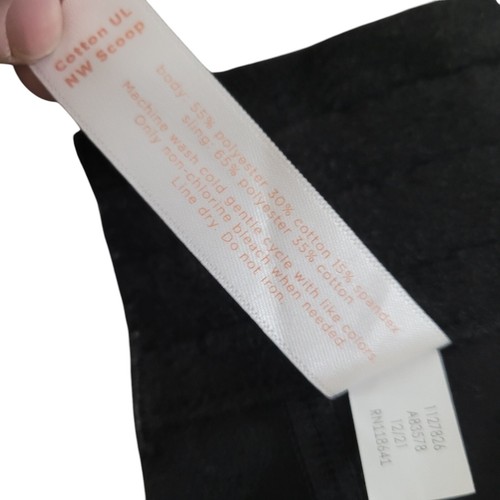 Cotton UL
NW Scoop
body: 55% polyester 30% cotton 15% spandex
sling: 65% polyester 35% cotton
Machine wash cold gentle cycle with like colors.
Only non-chlorine bleach when needed.
Line dry. Do not iron.
1127826
A83578
12/21
RN118641